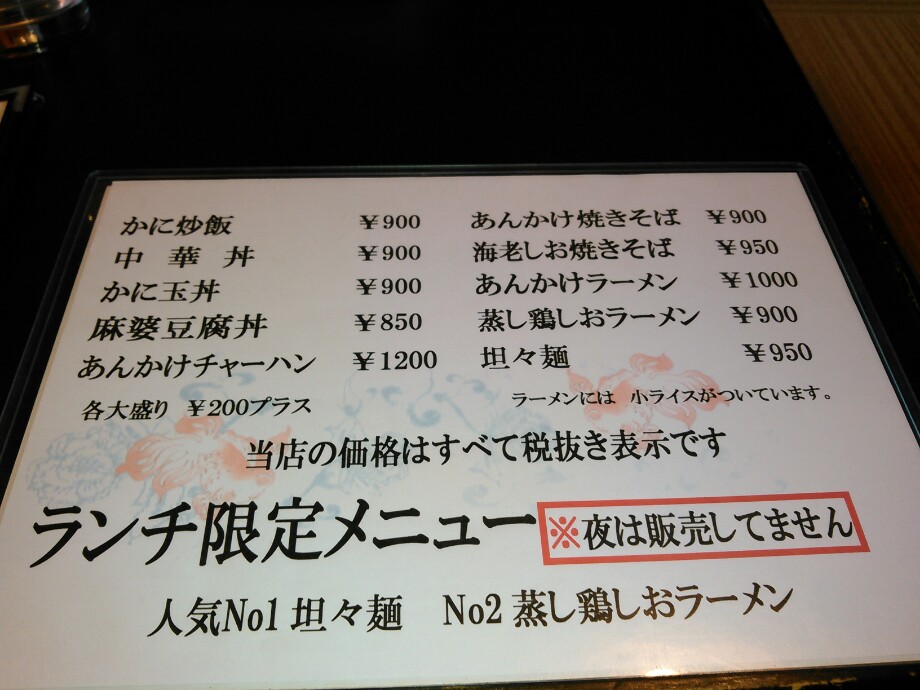 かに炒飯 ￥900
中華丼 ￥900
かに玉丼 ￥900
麻婆豆腐丼 ￥850
あんかけチャーハン ￥1200
各大盛り ￥200プラス
あんかけ焼きそば ￥900
海老しお焼きそば ￥950
あんかけラーメン ￥1000
蒸し鶏しおラーメン ￥900
坦々麺 ￥950
ラーメンには 小ライスがついています。
当店の価格はすべて税抜き表示です
ランチ限定メニュー ※夜は販売してません
人気No1 坦々麺 No2 蒸し鶏しおラーメン